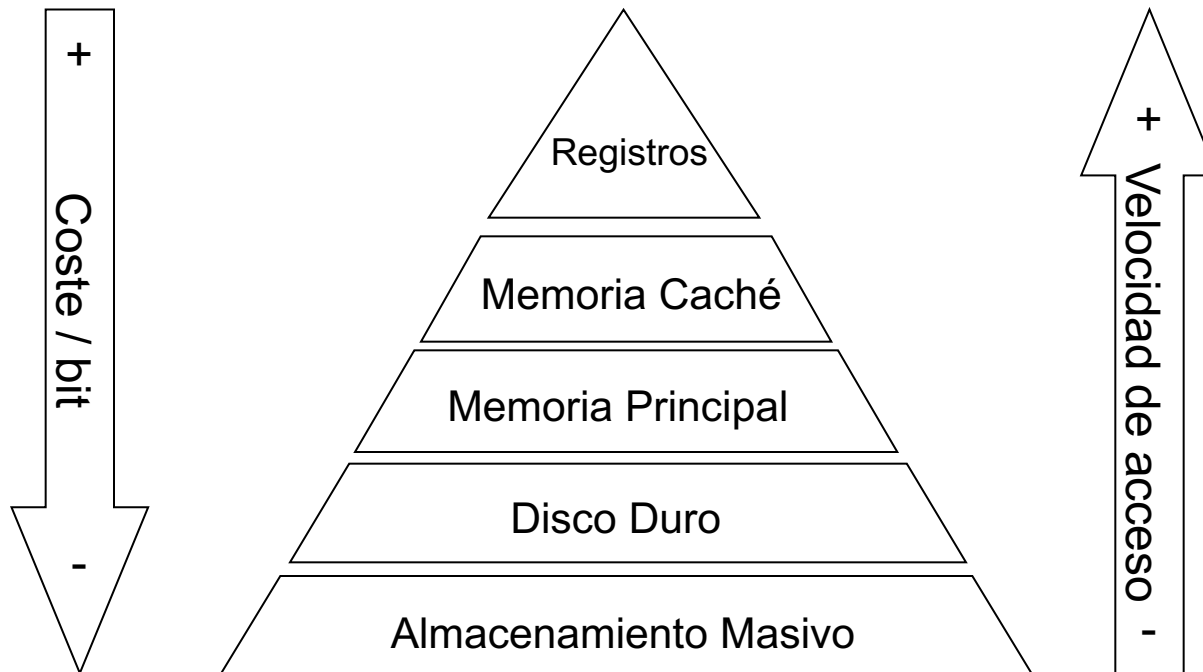 +
Coste / bit
-
Registros
Memoria Caché
Memoria Principal
Disco Duro
Almacenamiento Masivo
+ Velocidad de acceso -